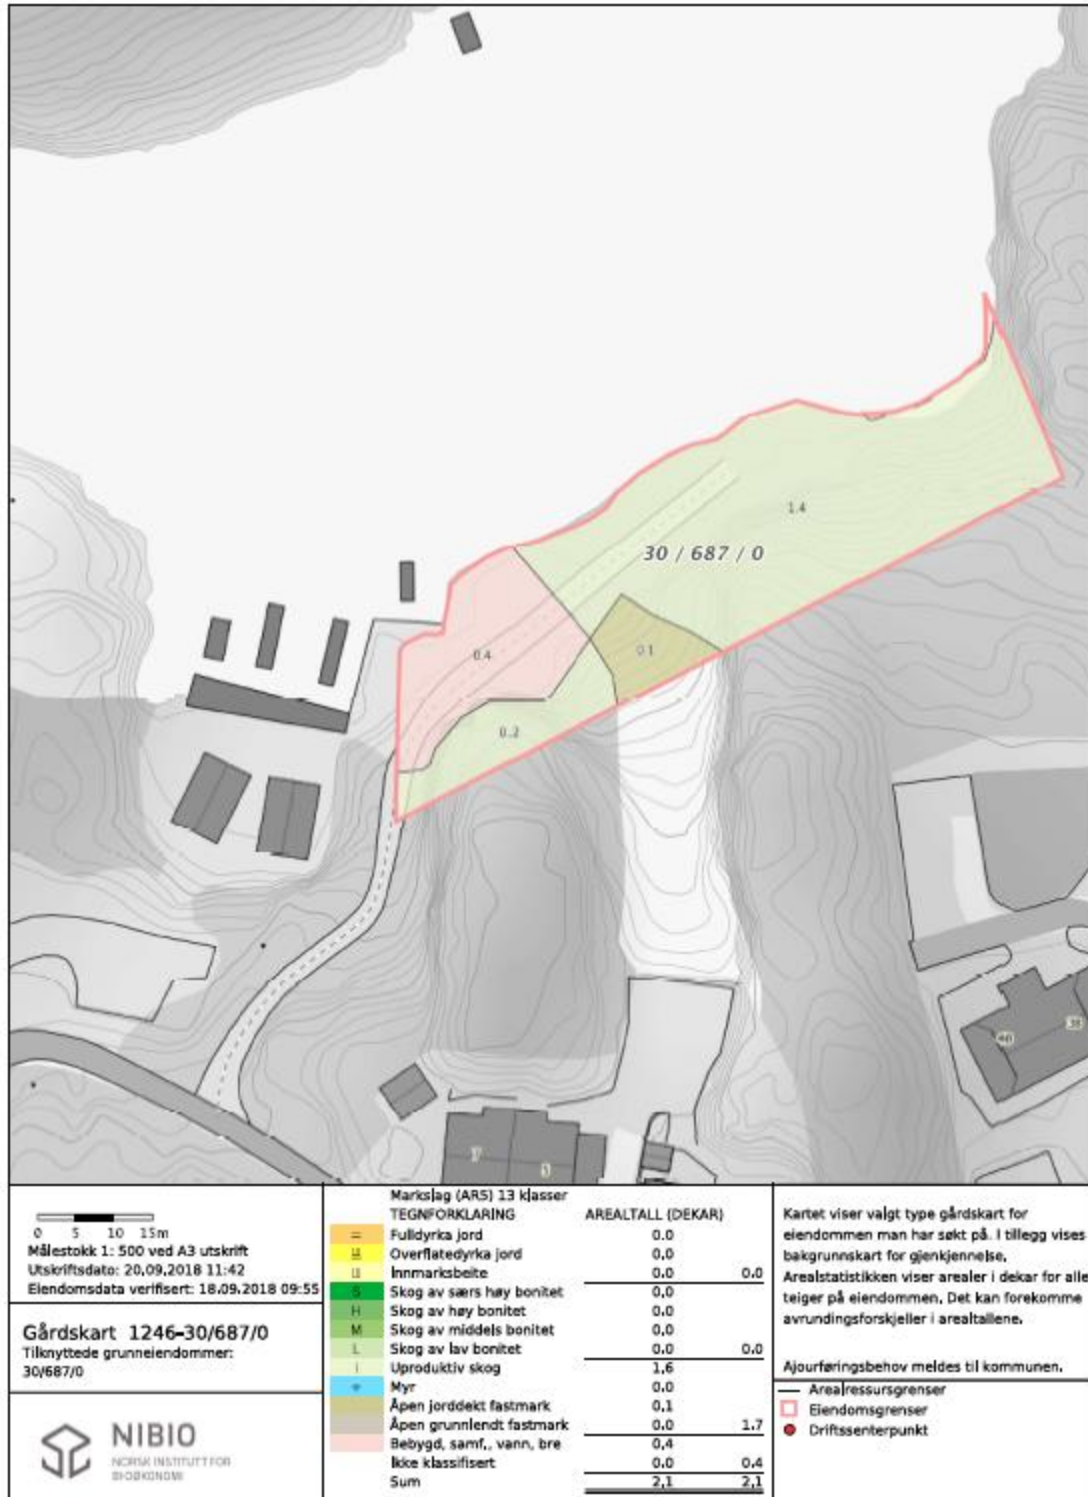 1.4
30 / 687 / 0
0.4
0.1
0.2
40
38
7
5
0 5 10 15m
Målestokk 1: 500 ved A3 utskrift
Utskriftsdato: 20.09.2018 11:42
Eiendomsdata verifisert: 18.09.2018 09:55
Gårdskart 1246-30/687/0
Tilknyttede grunneiendommer:
30/687/0
NIBIO
NORSK INSTITUTT FOR
BIOØKONOMI
Markslag (AR5) 13 klasser
TEGNFORKLARING AREALTALL (DEKAR)
Fulldyrka jord 0.0
Overflatedyrka jord 0.0
Innmarksbeite 0.0 0.0
S Skog av særs høy bonitet 0.0
H Skog av høy bonitet 0.0
M Skog av middels bonitet 0.0
L Skog av lav bonitet 0.0 0.0
I Uproduktiv skog 1.6
Myr 0.0
Åpen jorddekt fastmark 0.1
Åpen grunnlendt fastmark 0.0 1.7
Bebygd, samf., vann, bre 0.4
Ikke klassifisert 0.0 0.4
Sum 2,1 2,1
Kartet viser valgt type gårdskart for
eiendommen man har søkt på. I tillegg vises
bakgrunnskart for gjenkjennelse.
Arealstatistikken viser arealer i dekar for alle
teiger på eiendommen. Det kan forekomme
avrundingsforskjeller i arealtallene.
Ajourføringsbehov meldes til kommunen.
Arealressursgrenser
Eiendomsgrenser
Driftssenterpunkt